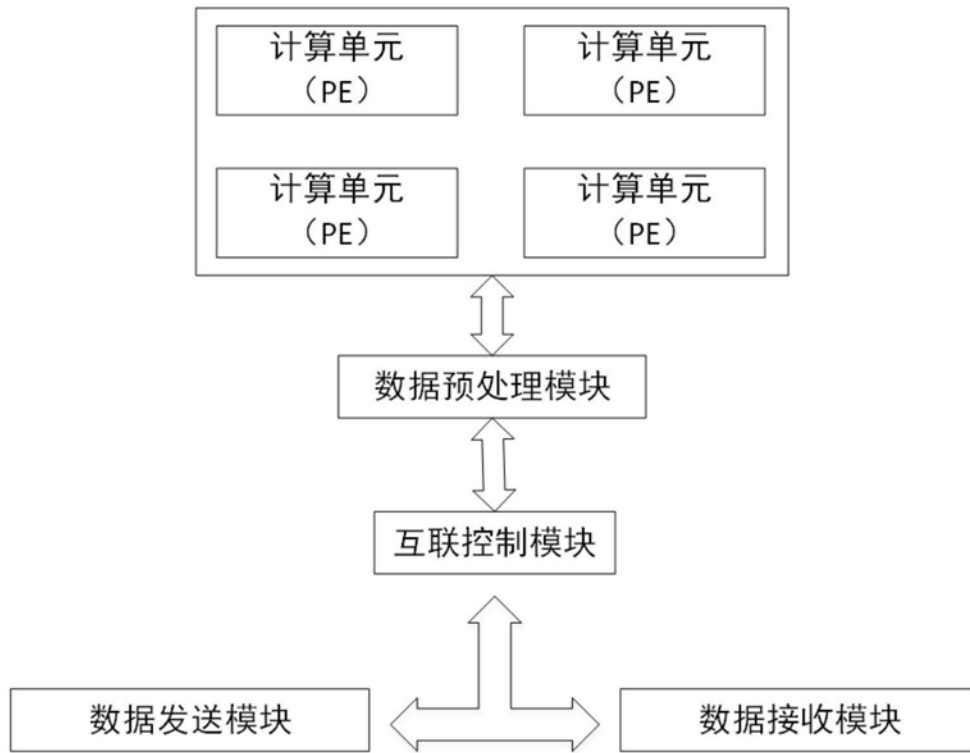 计算单元
（PE）
计算单元
（PE）
计算单元
（PE）
计算单元
（PE）
数据预处理模块
互联控制模块
数据发送模块
数据接收模块